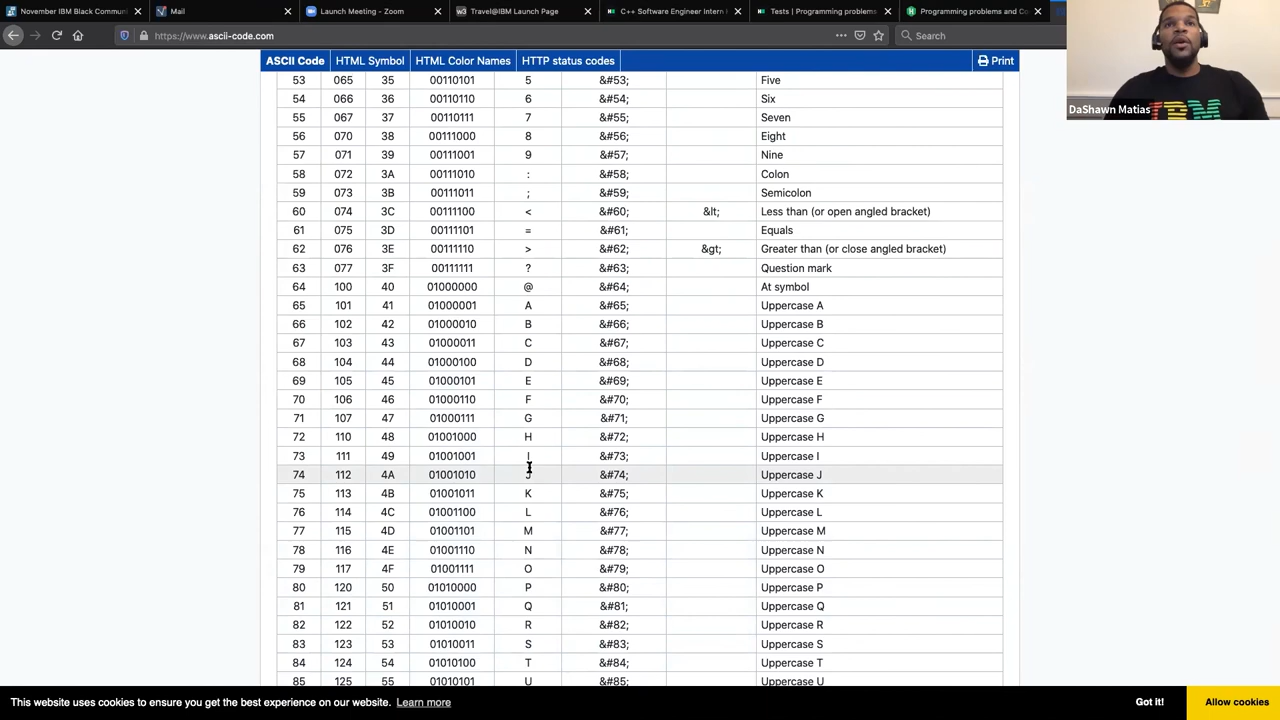 November IBM Black Communi
Mail
Launch Meeting - Zoom
Travel@IBM Launch Page
C++ Software Engineer Intern
Tests | Programming problems
Programming problems and Co
https://www.ascii-code.com
Search
ASCII Code HTML Symbol HTML Color Names HTTP status codes Print
53 065 35 00110101 5 &#53; Five
54 066 36 00110110 6 &#54; Six
55 067 37 00110111 7 &#55; Seven
56 070 38 00111000 8 &#56; Eight
57 071 39 00111001 9 &#57; Nine
58 072 3A 00111010 : &#58; Colon
59 073 3B 00111011 ; &#59; Semicolon
60 074 3C 00111100 < &#60; &lt; Less than (or open angled bracket)
61 075 3D 00111101 = &#61; Equals
62 076 3E 00111110 > &#62; &gt; Greater than (or close angled bracket)
63 077 3F 00111111 ? &#63; Question mark
64 100 40 01000000 @ &#64; At symbol
65 101 41 01000001 A &#65; Uppercase A
66 102 42 01000010 B &#66; Uppercase B
67 103 43 01000011 C &#67; Uppercase C
68 104 44 01000100 D &#68; Uppercase D
69 105 45 01000101 E &#69; Uppercase E
70 106 46 01000110 F &#70; Uppercase F
71 107 47 01000111 G &#71; Uppercase G
72 110 48 01001000 H &#72; Uppercase H
73 111 49 01001001 I &#73; Uppercase I
74 112 4A 01001010 J &#74; Uppercase J
75 113 4B 01001011 K &#75; Uppercase K
76 114 4C 01001100 L &#76; Uppercase L
77 115 4D 01001101 M &#77; Uppercase M
78 116 4E 01001110 N &#78; Uppercase N
79 117 4F 01001111 O &#79; Uppercase O
80 120 50 01010000 P &#80; Uppercase P
81 121 51 01010001 Q &#81; Uppercase Q
82 122 52 01010010 R &#82; Uppercase R
83 123 53 01010011 S &#83; Uppercase S
84 124 54 01010100 T &#84; Uppercase T
85 125 55 01010101 U &#85; Uppercase U
DaShawn Matias
IBM
This website uses cookies to ensure you get the best experience on our website. Learn more
Got it!
Allow cookies